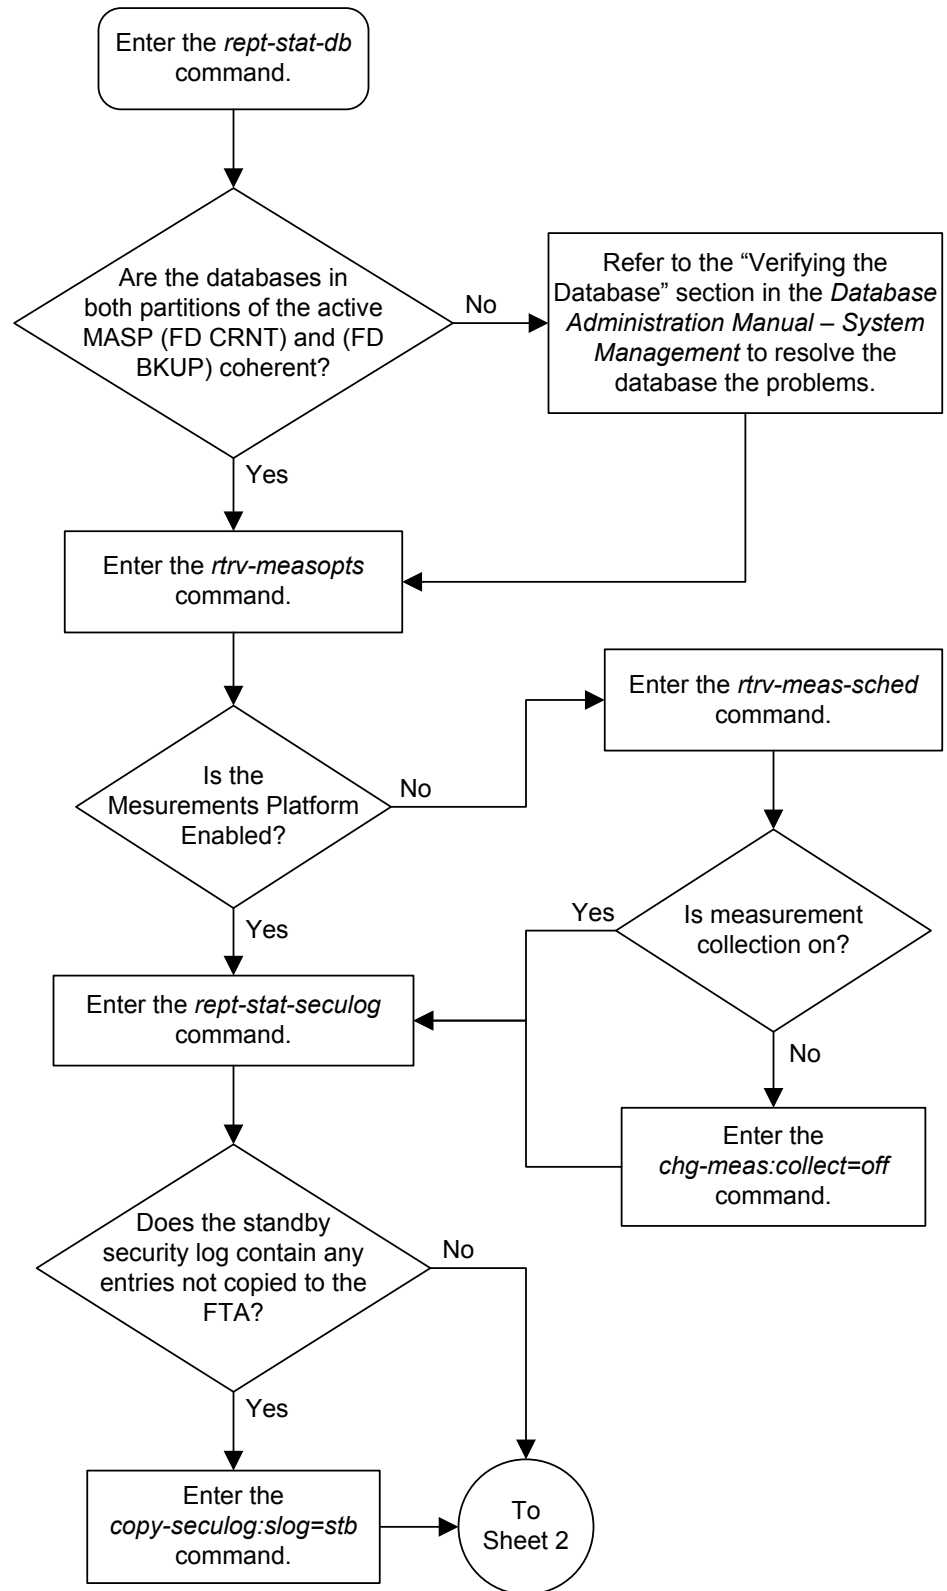 Enter the rept-stat-db
command.
Are the databases in
both partitions of the active
MASP (FD CRNT) and (FD
BKUP) coherent?
No
Refer to the “Verifying the
Database” section in the Database
Administration Manual – System
Management to resolve the
database the problems.
Yes
Enter the rtrv-measopts
command.
Is the
Mesurements Platform
Enabled?
No
Enter the rtrv-meas-sched
command.
Yes
Is measurement
collection on?
Yes
No
Enter the
chg-meas:collect=off
command.
Enter the rept-stat-seculog
command.
Does the standby
security log contain any
entries not copied to the
FTA?
No
Yes
Enter the
copy-seculog:slog=stb
command.
To
Sheet 2